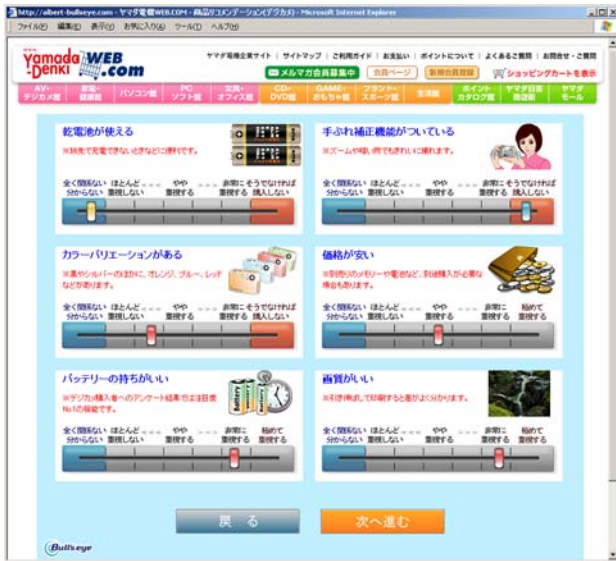 http://albert-bullseye.com - ヤマダ電機WEB.COM - 商品リコメンデーション(デジカメ) - Microsoft Internet Explorer
ファイル(F) 編集(E) 表示(V) お気に入り(A) ツール(T) ヘルプ(H)
Yamada Denki WEB .com
ヤマダ電機企業サイト | サイトマップ | ご利用ガイド | お支払い | ポイントについて | よくあるご質問 | お問合せ・ご質問
メルマガ会員募集中 会員ページ 新規会員登録 ショッピングカートを表示
AV・デジカメ館 家電・健康館 パソコン館 PCソフト館 文具・オフィス館 CD・DVD館 GAME・おもちゃ館 ブランド・スポーツ館 生活館 ポイントカタログ館 ヤマダ百貨商店街 ヤマダモール
乾電池が使える
※旅先で充電できないときなどに便利です。
全く関係ない ほとんど やや 非常に そうでなければ
分からない 重視しない 重視する 重視する 購入しない
手ぶれ補正機能がついている
※ズームや暗い所でもきれいに撮れます。
全く関係ない ほとんど やや 非常に そうでなければ
分からない 重視しない 重視する 重視する 購入しない
カラーバリエーションがある
※黒やシルバーのほかに、オレンジ、ブルー、レッド
などがあります。
全く関係ない ほとんど やや 非常に そうでなければ
分からない 重視しない 重視する 重視する 購入しない
価格が安い
※別売りのメモリーや電池など、別途購入が必要な
場合もあります。
全く関係ない ほとんど やや 非常に 極めて
分からない 重視しない 重視する 重視する 重視する
バッテリーの持ちがいい
※デジカメ購入者へのアンケート結果では注目度
No.1の機能です。
Battery Battery
全く関係ない ほとんど やや 非常に 極めて
分からない 重視しない 重視する 重視する 重視する
画質がいい
※引き伸ばして印刷すると差がよく分かります。
全く関係ない ほとんど やや 非常に 極めて
分からない 重視しない 重視する 重視する 重視する
戻る 次へ進む
Bullseye